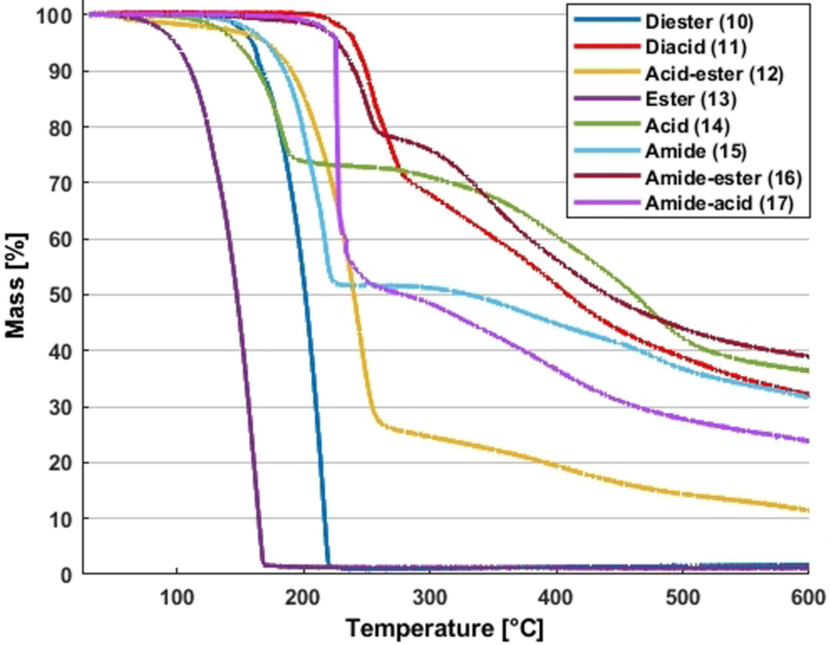 Diester (10)
Diacid (11)
Acid-ester (12)
Ester (13)
Acid (14)
Amide (15)
Amide-ester (16)
Amide-acid (17)
100
90
80
70
60
50
40
30
20
10
0
Mass [%]
100
200
300
400
500
600
Temperature [°C]